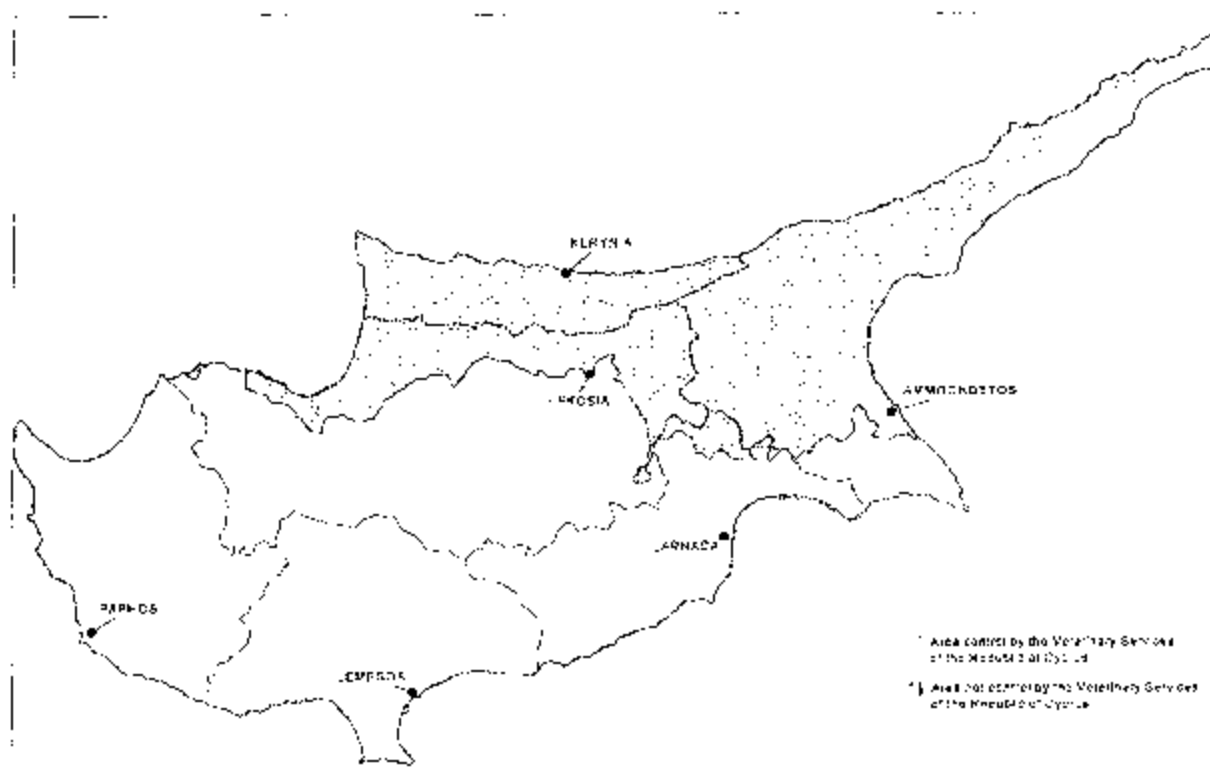 KERYNIA
LEFKOSIA
AMMOCHOSTOS
LARNACA
PAPHOS
LEMESOS
Area control by the Veterinary Services
of the Republic of Cyprus
Area not control by the Veterinary Services
of the Republic of Cyprus